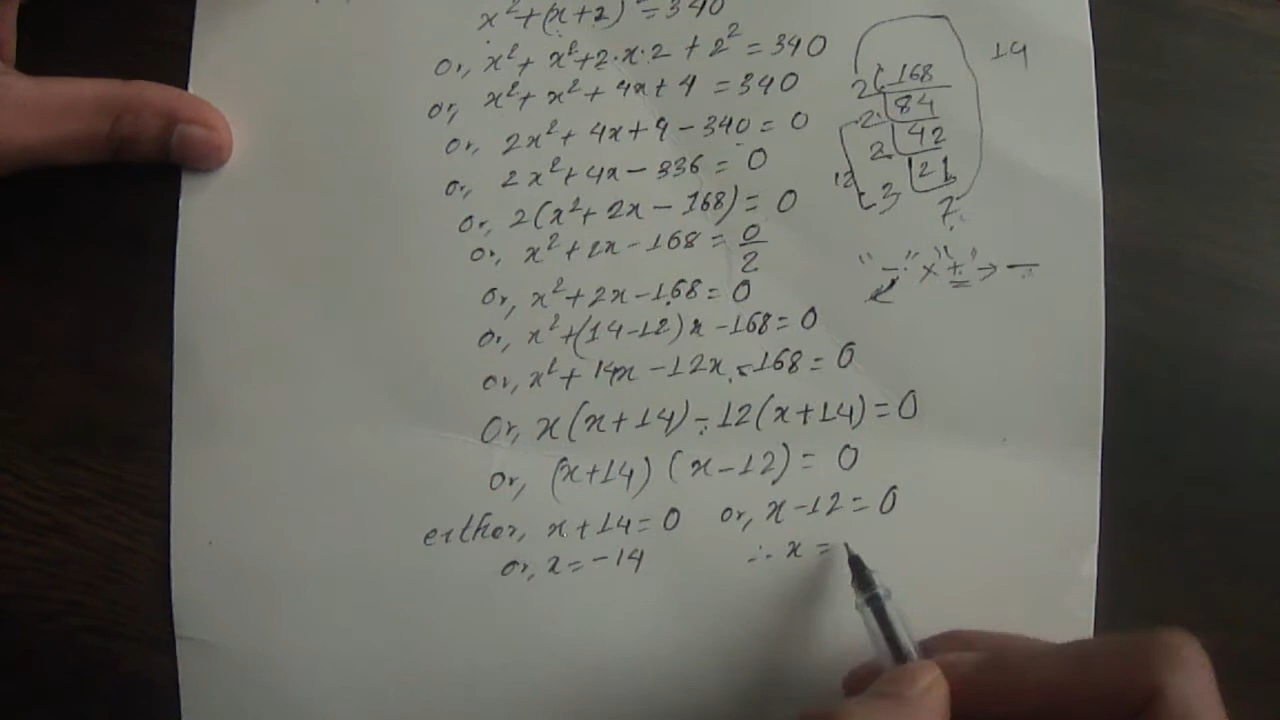 x² + (x+2)² = 340
or, x² + x² + 2·x·2 + 2² = 340
or, x² + x² + 4x + 4 = 340
or, 2x² + 4x + 4 - 340 = 0
or, 2x² + 4x - 336 = 0
or, 2(x² + 2x - 168) = 0
or, x² + 2x - 168 = 0/2
or, x² + 2x - 168 = 0
or, x² + (14-12)x - 168 = 0
or, x² + 14x - 12x - 168 = 0
or, x(x+14) - 12(x+14) = 0
or, (x+14) (x-12) = 0
either, x + 14 = 0 or, x - 12 = 0
or, x = -14 ∴ x =
14
2 168
2 84
2 42
12 3 21
7
"-" × "+" → -